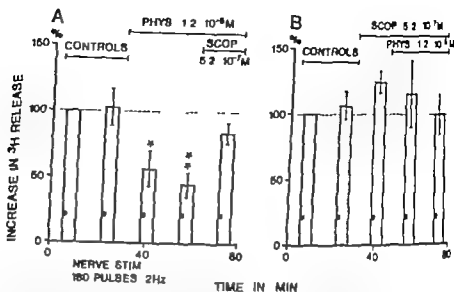 A
B
%
PHYS 1.2 10⁻⁶M
SCOP
5.2 10⁻⁷M
CONTROLS
%
SCOP 5.2 10⁻⁷M
PHYS 1.2 10⁻⁶M
CONTROLS
INCREASE IN ³H RELEASE
150
100
50
0
*
*
*
0
40
80
150
100
50
0
0
40
80
NERVE STIM
180 PULSES 2Hz
TIME IN MIN